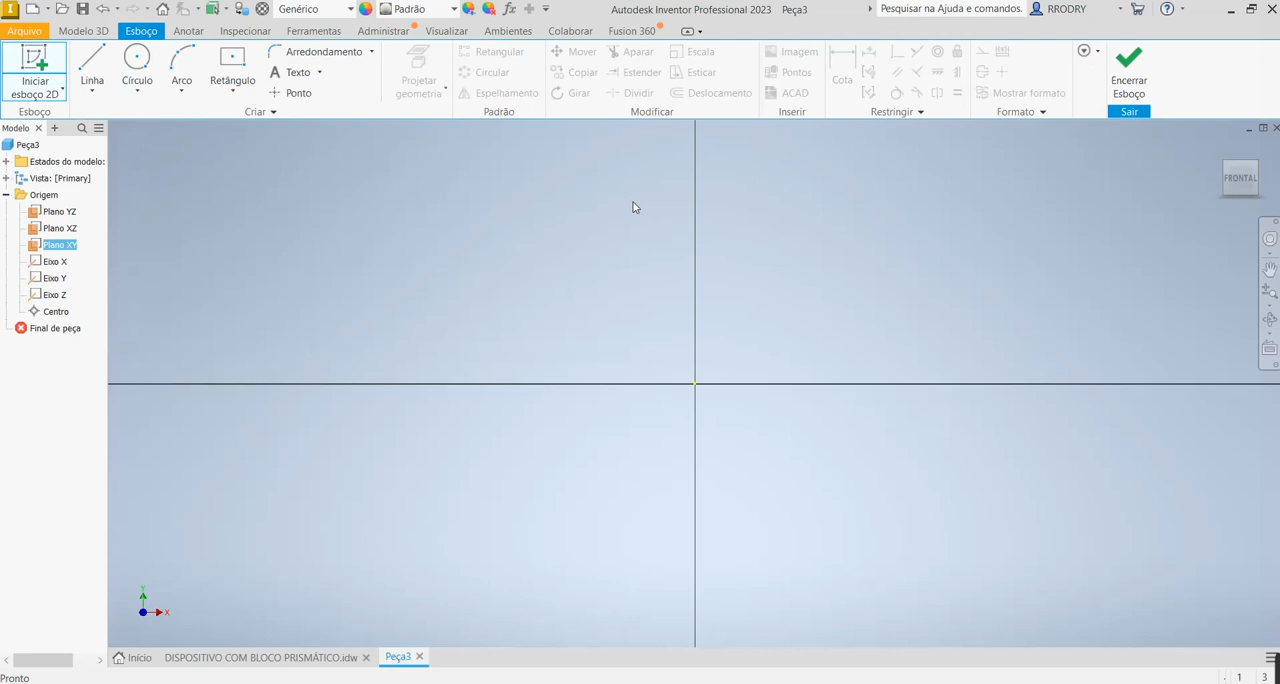 Genérico
Padrão
Autodesk Inventor Professional 2023 Peça3
Pesquisar na Ajuda e comandos.
RRODRY
Arquivo Modelo 3D Esboço Anotar Inspecionar Ferramentas Administrar Visualizar Ambientes Colaborar Fusion 360
Iniciar esboço 2D
Linha
Círculo
Arco
Retângulo
Arredondamento
Texto
Ponto
Projetar geometria
Retangular
Circular
Espelhamento
Mover
Copiar
Girar
Aparar
Estender
Dividir
Escala
Esticar
Deslocamento
Imagem
Pontos
ACAD
Cota
Mostrar formato
Encerrar Esboço
Esboço Criar Padrão Modificar Inserir Restringir Formato Sair
Modelo
Peça3
Estados do modelo:
Vista: [Primary]
Origem
Plano YZ
Plano XZ
Plano XY
Eixo X
Eixo Y
Eixo Z
Centro
Final de peça
FRONTAL
Y
X
Início DISPOSITIVO COM BLOCO PRISMÁTICO.idw Peça3
Pronto
1 3